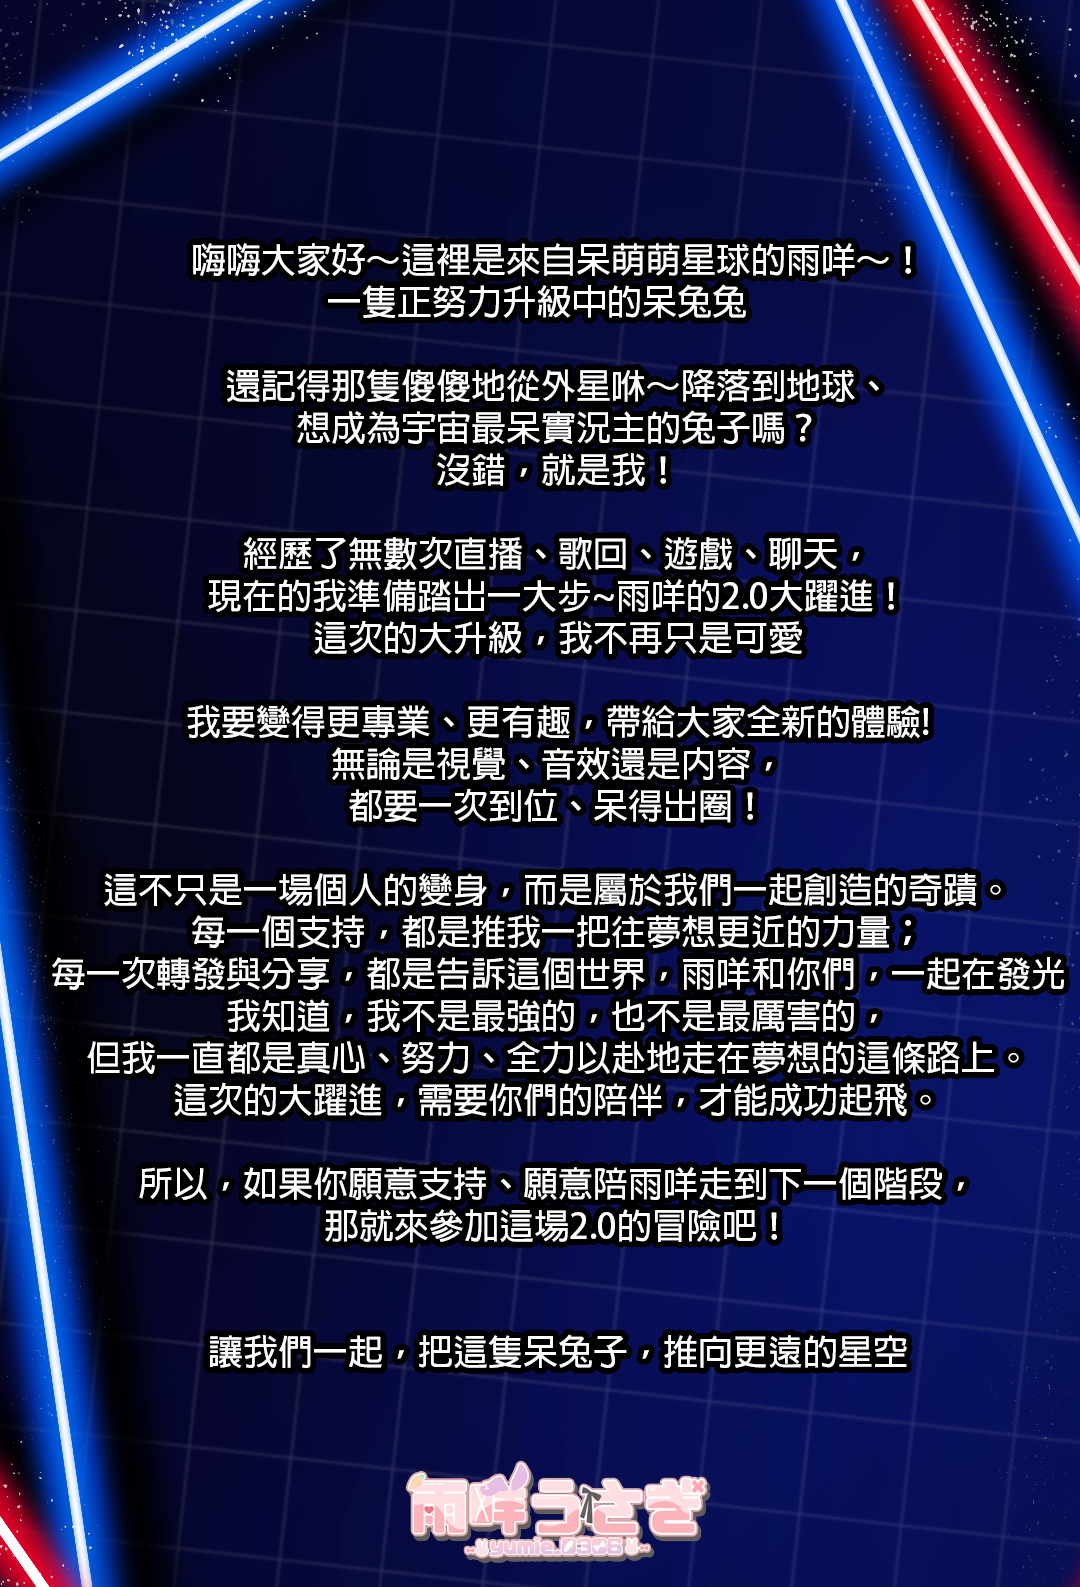 嗨嗨大家好～這裡是來自呆萌萌星球的雨咩～！
一隻正努力升級中的呆兔兔
還記得那隻傻傻地從外星咻～降落到地球、
想成為宇宙最呆實況主的兔子嗎？
沒錯，就是我！
經歷了無數次直播、歌回、遊戲、聊天，
現在的我準備踏出一大步~雨咩的2.0大躍進！
這次的大升級，我不再只是可愛
我要變得更專業、更有趣，帶給大家全新的體驗!
無論是視覺、音效還是内容，
都要一次到位、呆得出圈！
這不只是一場個人的變身，而是屬於我們一起創造的奇蹟。
每一個支持，都是推我一把往夢想更近的力量；
每一次轉發與分享，都是告訴這個世界，雨咩和你們，一起在發光
我知道，我不是最強的，也不是最厲害的，
但我一直都是真心、努力、全力以赴地走在夢想的這條路上。
這次的大躍進，需要你們的陪伴，才能成功起飛。
所以，如果你願意支持、願意陪雨咩走到下一個階段，
那就來參加這場2.0的冒險吧！
讓我們一起，把這隻呆兔子，推向更遠的星空
雨咩うさぎ
yumie_0306